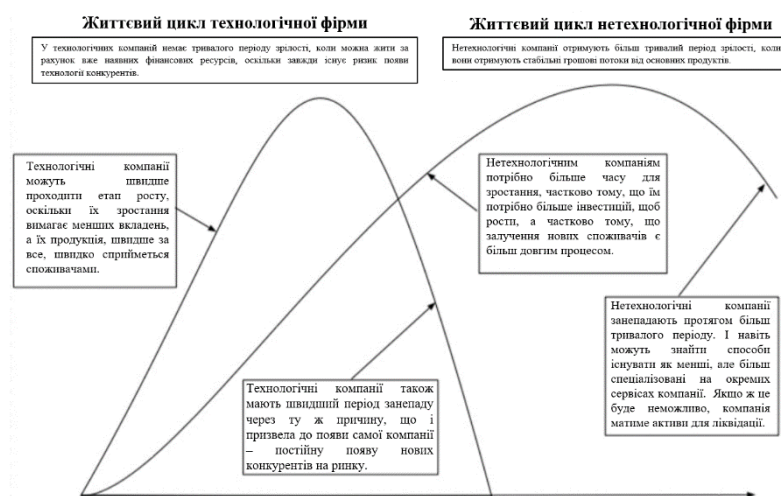 Життєвий цикл технологічної фірми
У технологічних компаній немає тривалого періоду зрілості, коли можна жити за
рахунок вже наявних фінансових ресурсів, оскільки завжди існує ризик появи
технології конкурентів.
Життєвий цикл нетехнологічної фірми
Нетехнологічні компанії отримують більш тривалий період зрілості, коли
вони отримують стабільні грошові потоки від основних продуктів.
Технологічні компанії
можуть швидше
проходити етап росту,
оскільки їх зростання
вимагає менших вкладень,
а їх продукція, швидше за
все, швидко сприйметься
споживачами.
Нетехнологічним компаніям
потрібно більше часу для
зростання, частково тому, що їм
потрібно більше інвестицій, щоб
рости, а частково тому, що
залучення нових споживачів є
більш довгим процесом.
Технологічні компанії також
мають швидший період занепаду
через ту ж причину, що і
призвела до появи самої компанії
– постійну появу нових
конкурентів на ринку.
Нетехнологічні компанії
занепадають протягом більш
тривалого періоду. І навіть
можуть знайти способи
існувати як менші, але більш
спеціалізовані на окремих
сервісах компанії. Якщо ж це
буде неможливо, компанія
матиме активи для ліквідації.